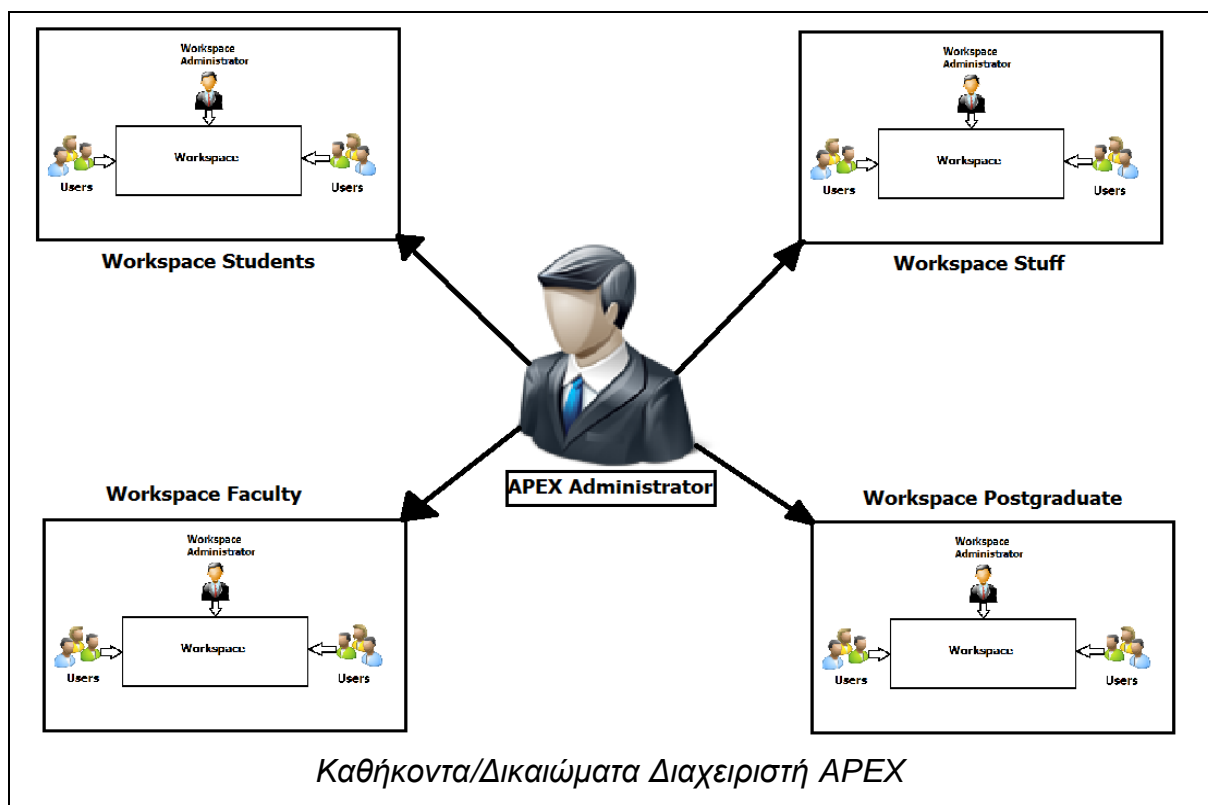 Workspace
Administrator
Workspace
Users
Users
Workspace Students
Workspace
Administrator
Workspace
Users
Users
Workspace Stuff
APEX Administrator
Workspace Faculty
Workspace
Administrator
Workspace
Users
Users
Workspace Postgraduate
Workspace
Administrator
Workspace
Users
Users
Καθήκοντα/Δικαιώματα Διαχειριστή APEX